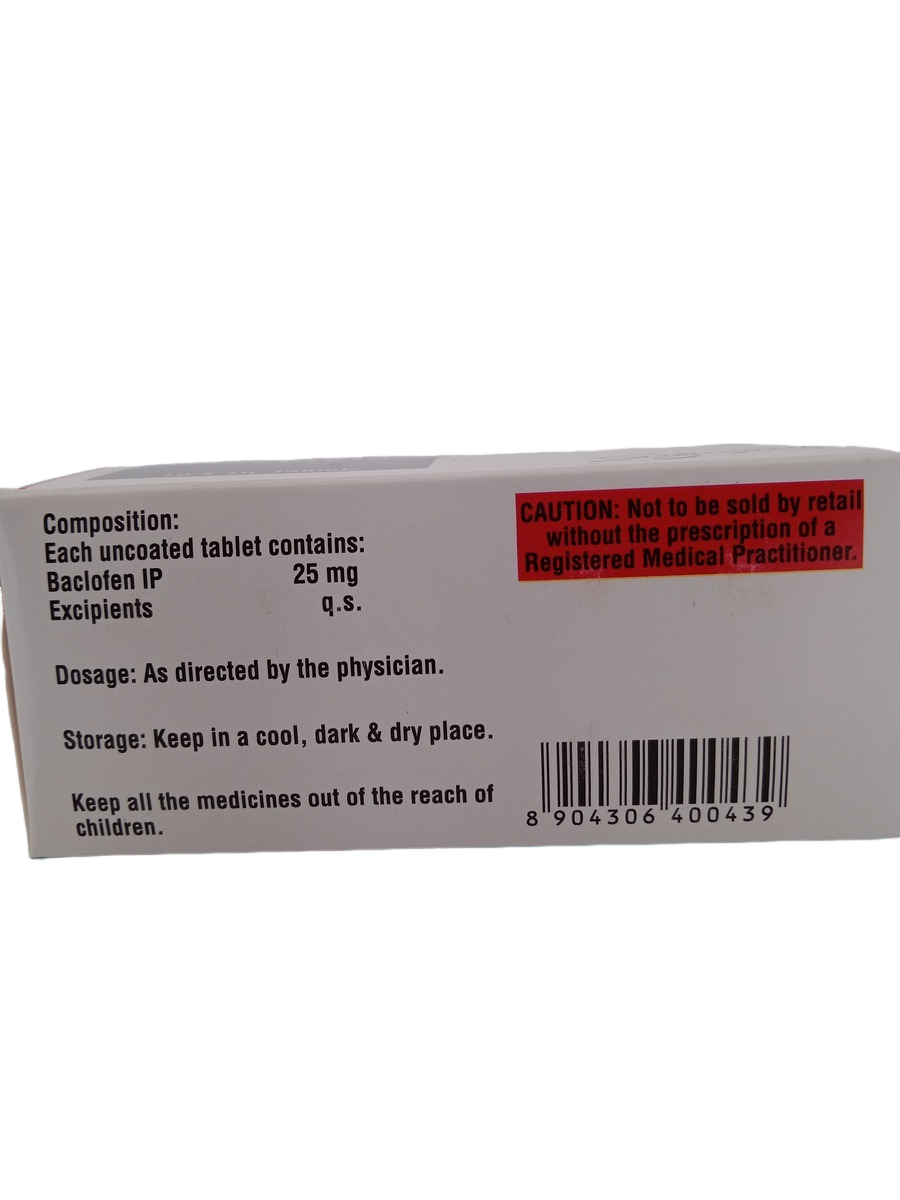 Composition:
Each uncoated tablet contains:
Baclofen IP 25 mg
Excipients q.s.
Dosage: As directed by the physician.
Storage: Keep in a cool, dark & dry place.
Keep all the medicines out of the reach of
children.
CAUTION: Not to be sold by retail
without the prescription of a
Registered Medical Practitioner.
8 904306 400439